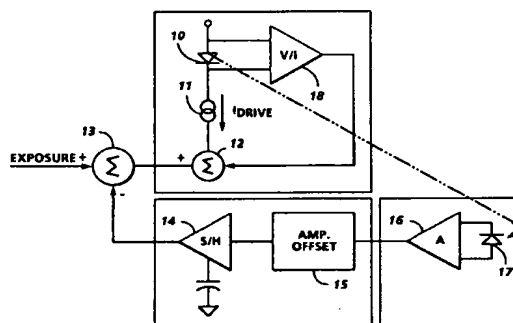 10
V/I
18
11
IDRIVE
13
Σ
EXPOSURE +
+
Σ
12
-
14
S/H
AMP.
OFFSET
15
16
A
17